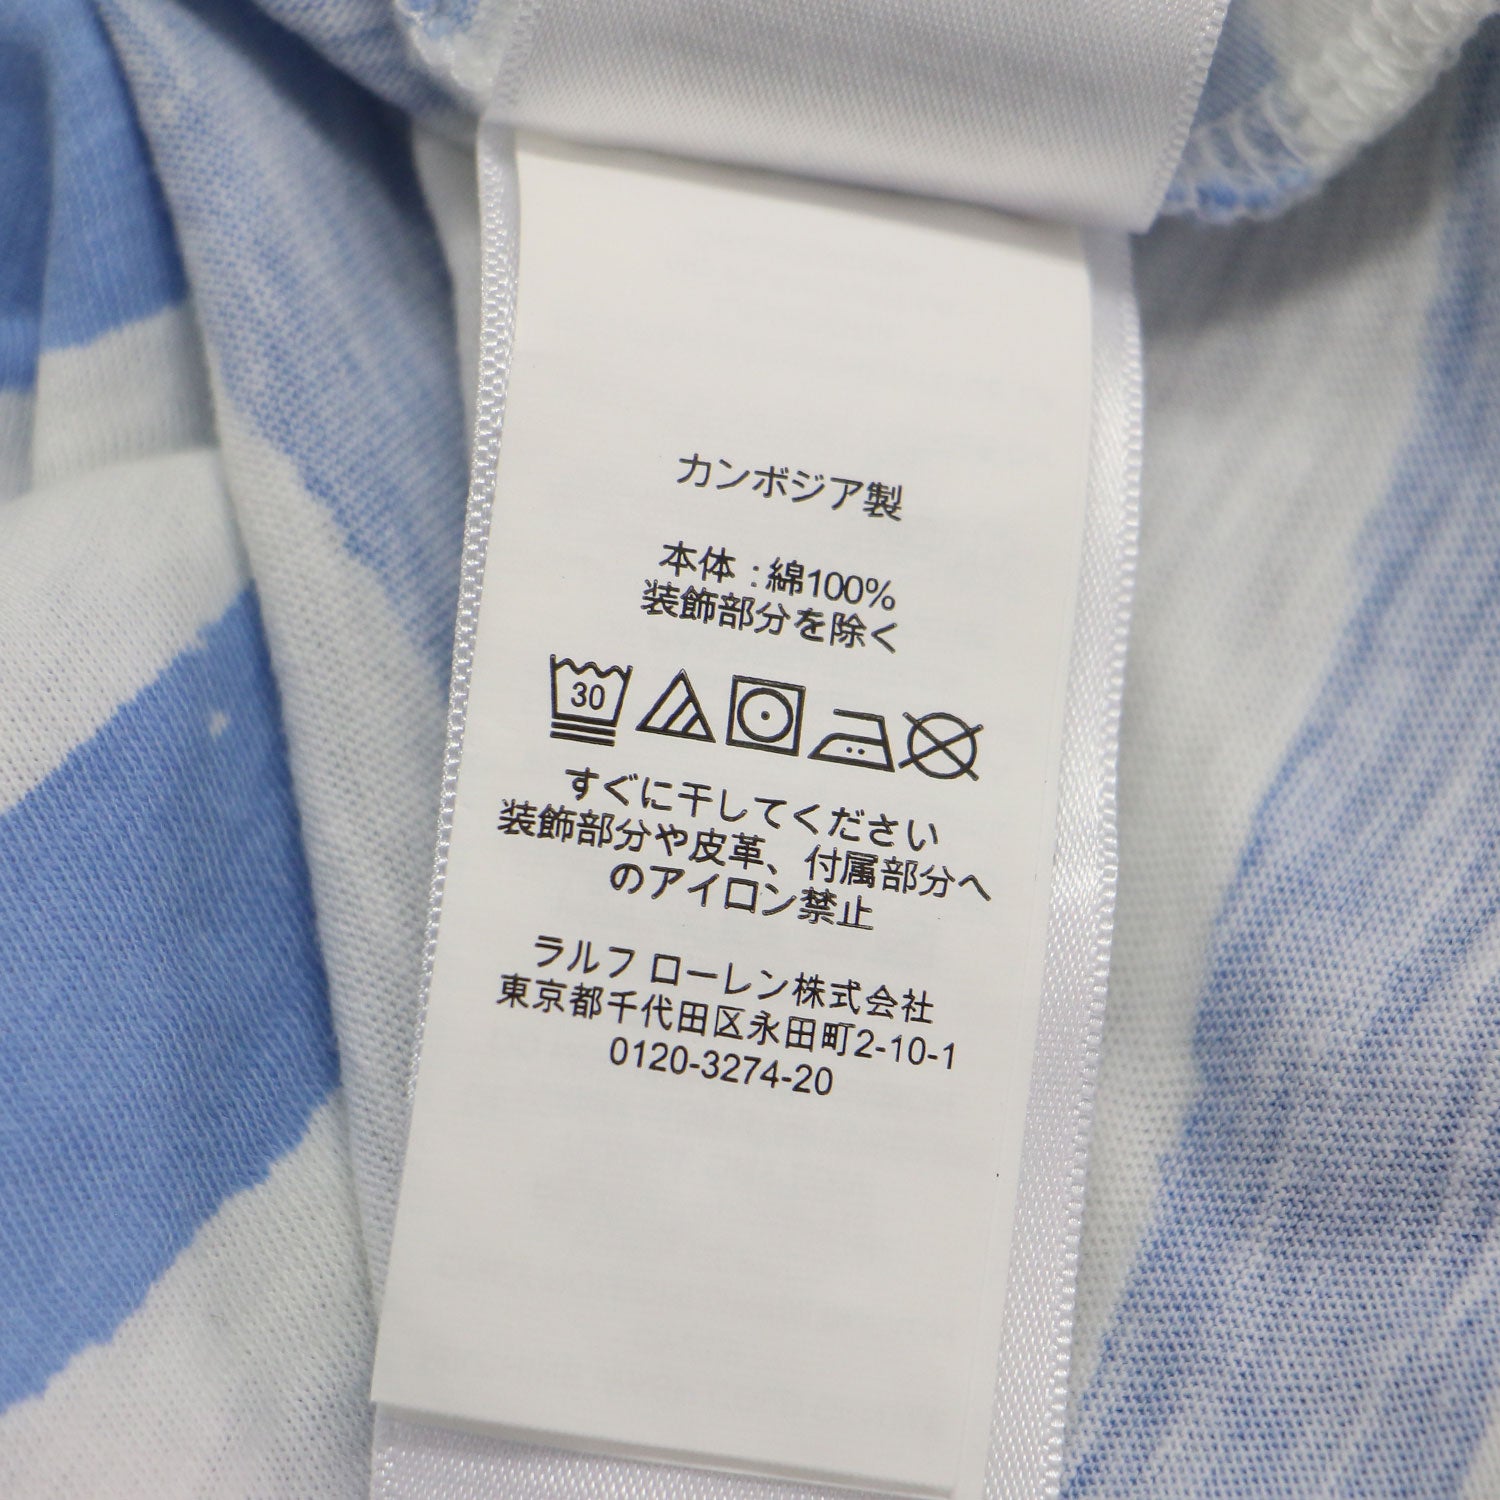 カンボジア製
本体:綿100%
装飾部分を除く
30
すぐに干してください
装飾部分や皮革、付属部分へ
のアイロン禁止
ラルフ ローレン株式会社
東京都千代田区永田町2-10-1
0120-3274-20